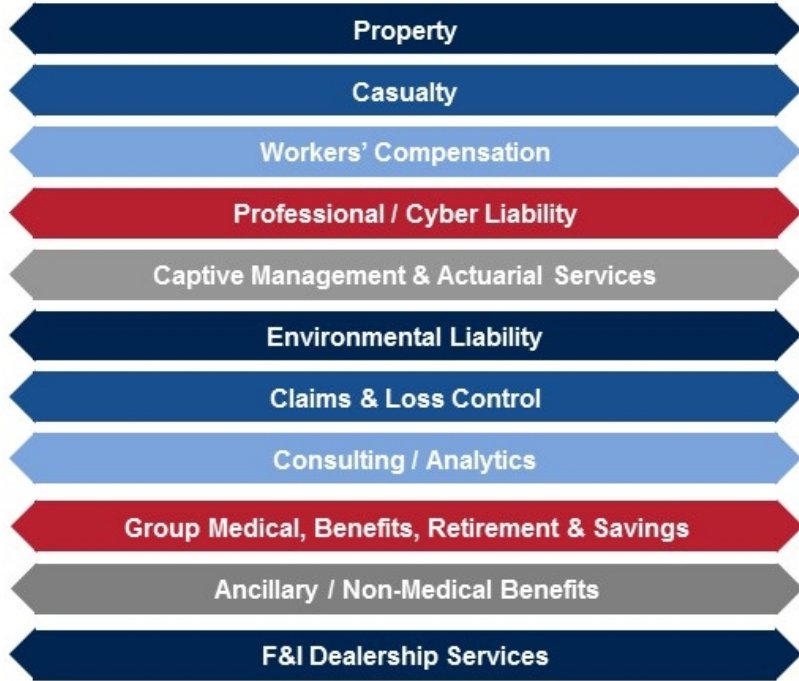 Property
Casualty
Workers’ Compensation
Professional / Cyber Liability
Captive Management & Actuarial Services
Environmental Liability
Claims & Loss Control
Consulting / Analytics
Group Medical, Benefits, Retirement & Savings
Ancillary / Non-Medical Benefits
F&I Dealership Services